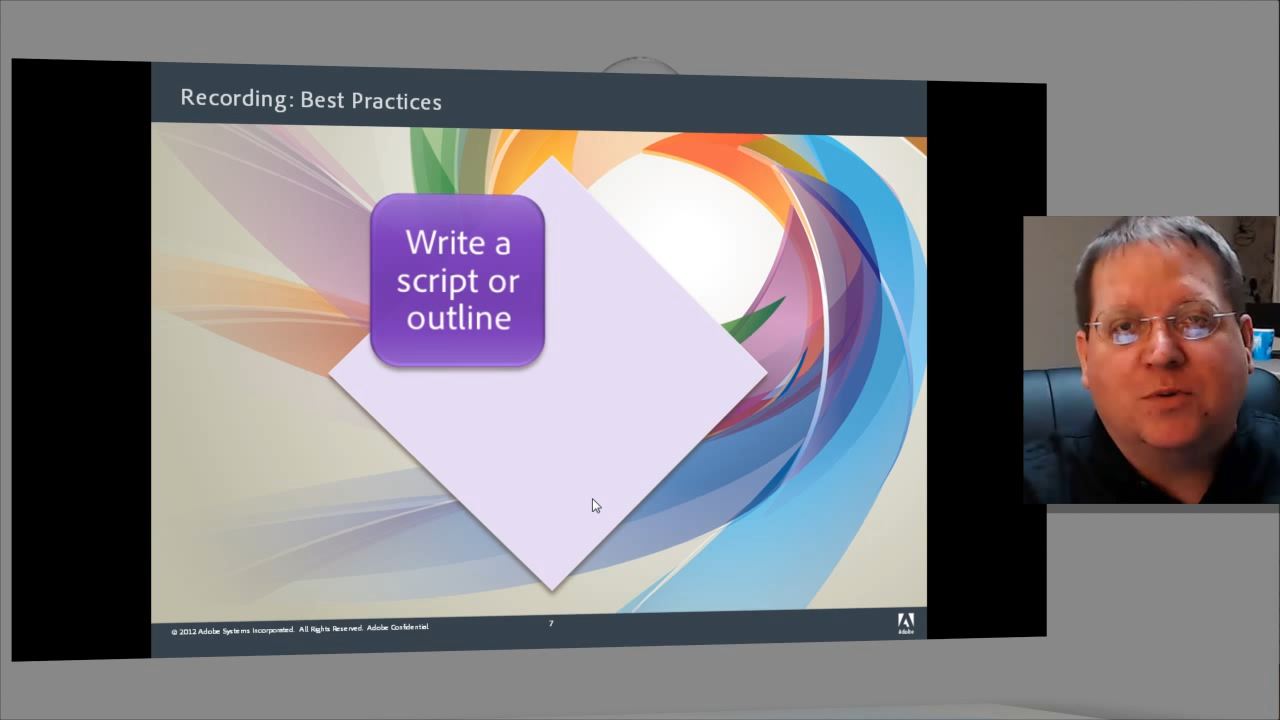 Recording: Best Practices
Write a
script or
outline
© 2012 Adobe Systems Incorporated. All Rights Reserved. Adobe Confidential.
7
Adobe